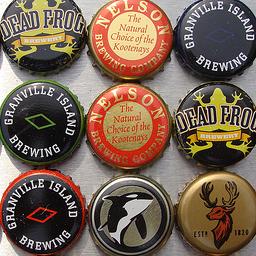 DEAD FROG
BREWERY
NELSON
The
Natural
Choice of the
Kootenays
BREWING COMPANY
GRANVILLE ISLAND
BREWING
GRANVILLE ISLAND
BREWING
NELSON
The
Natural
Choice of the
Kootenays
BREWING COMPANY
DEAD FROG
BREWERY
GRANVILLE ISLAND
BREWING
ESTD 1820